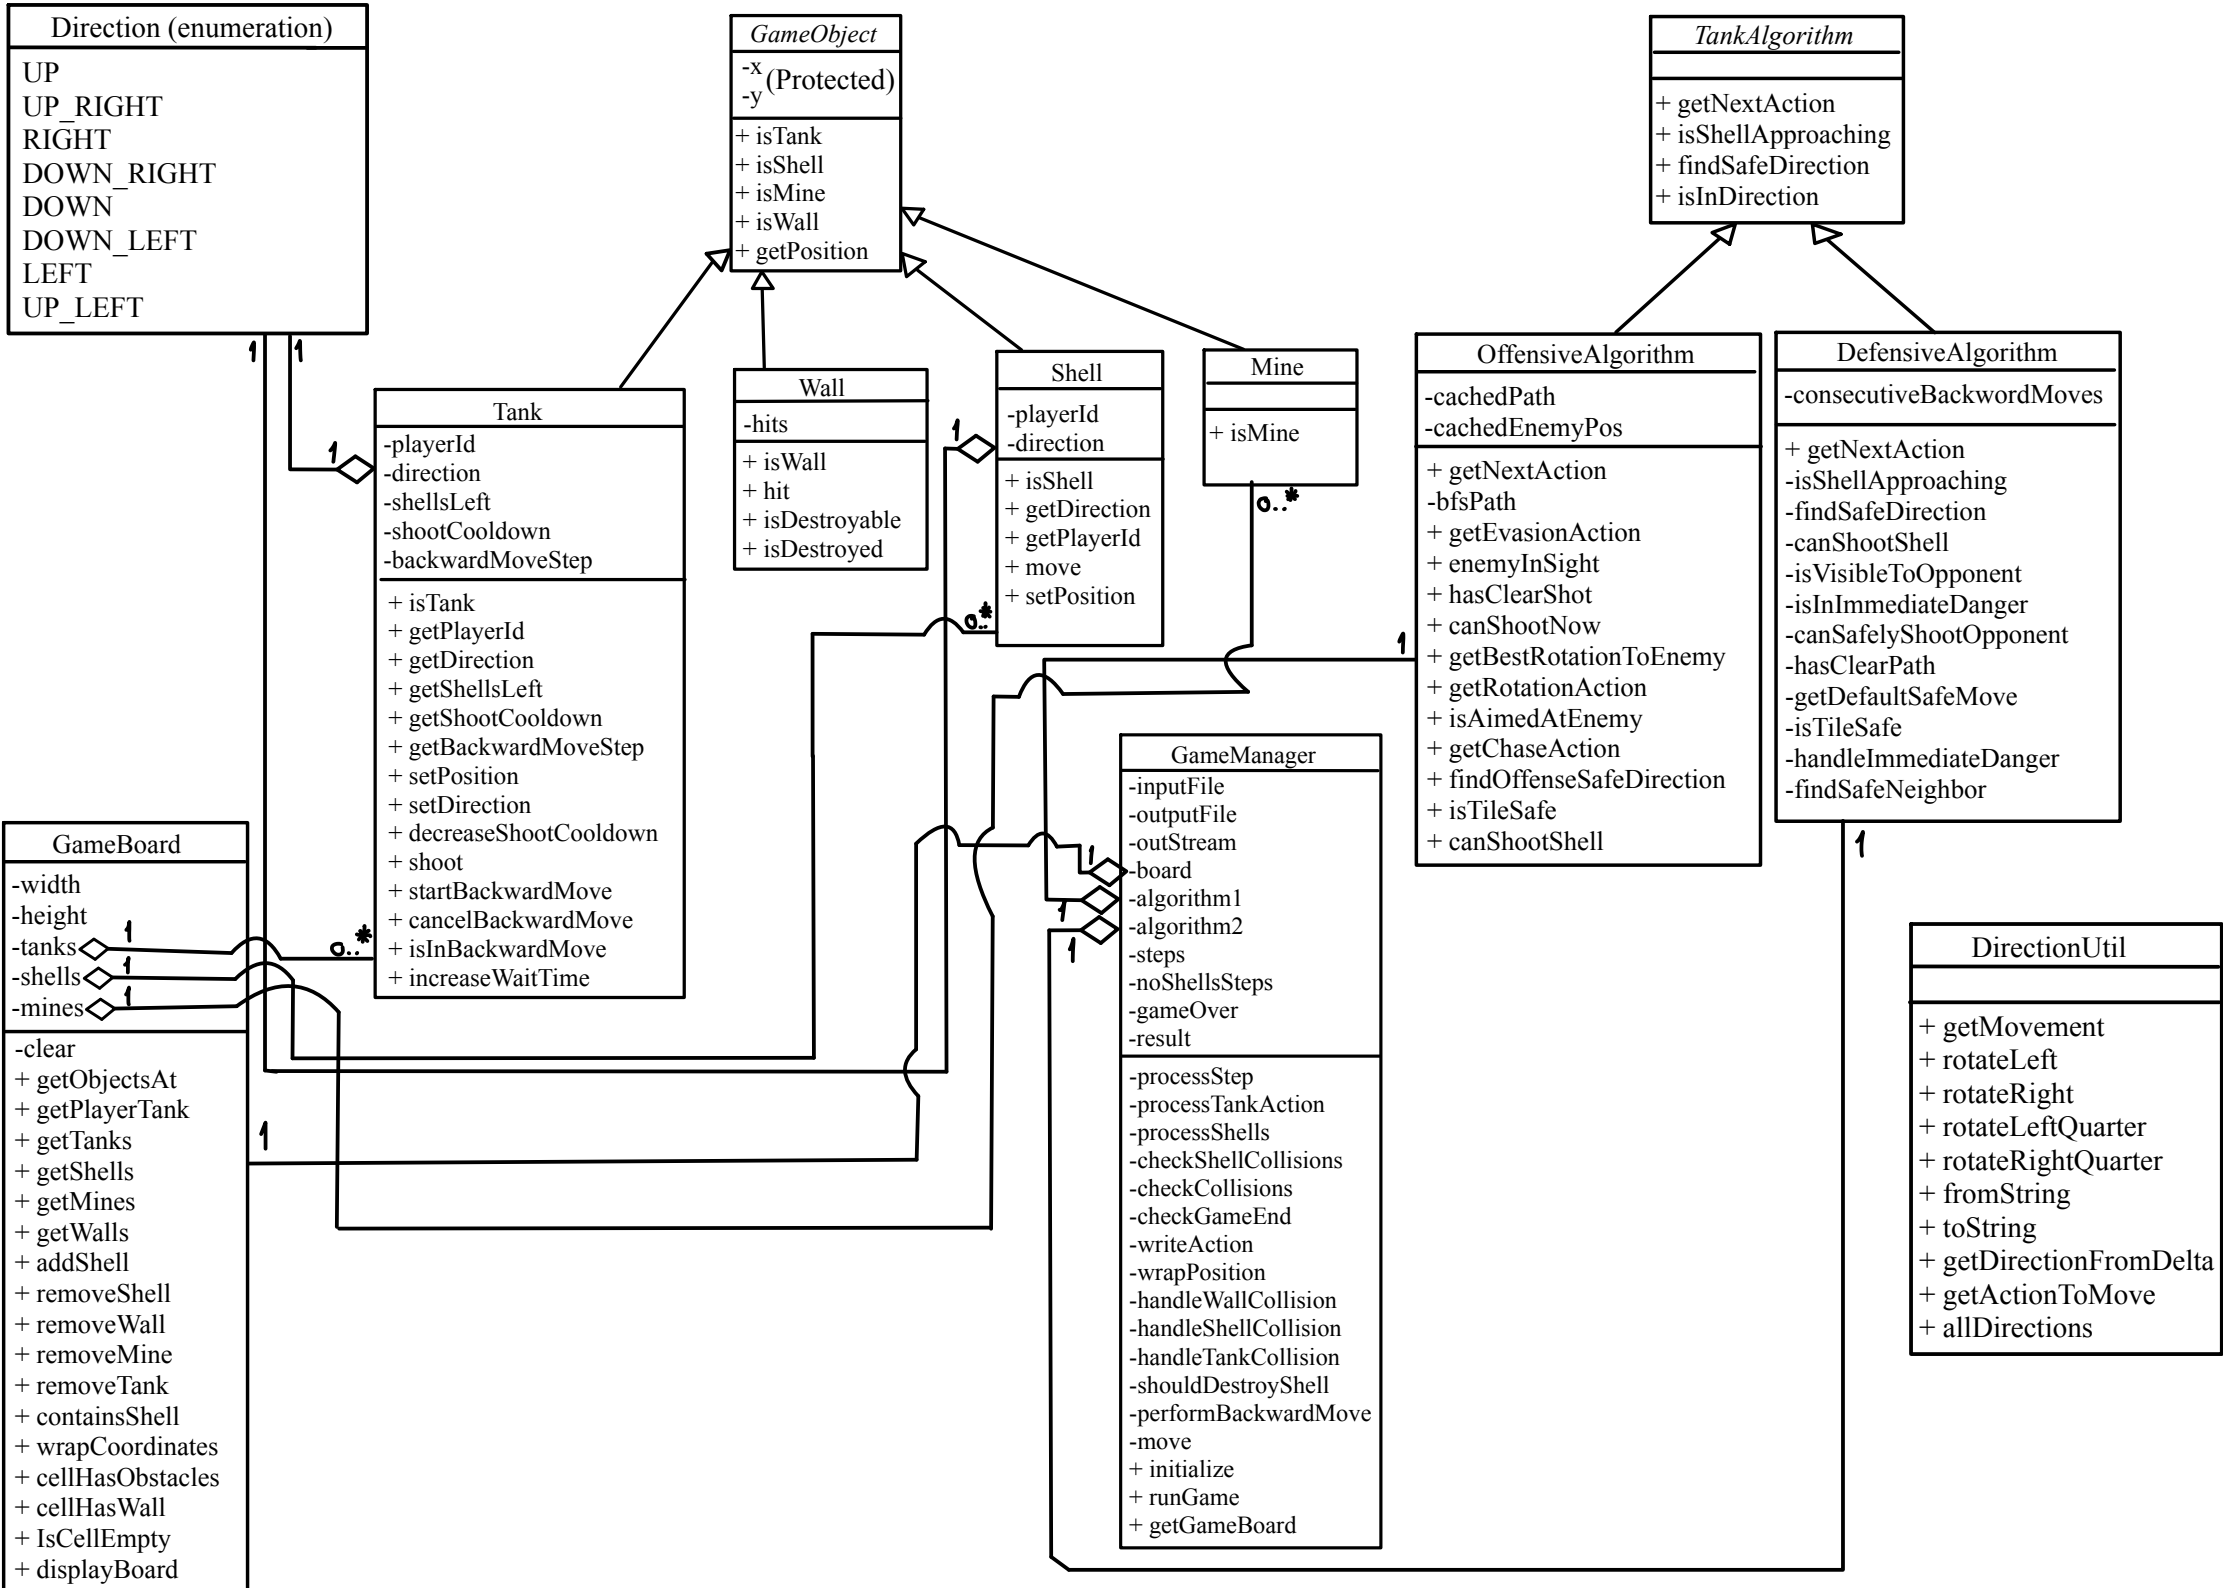 Direction (enumeration)
UP
UP_RIGHT
RIGHT
DOWN_RIGHT
DOWN
DOWN_LEFT
LEFT
UP_LEFT
1
1
GameObject
-x
(Protected)
-y
+ isTank
+ isShell
+ isMine
+ isWall
+ getPosition
TankAlgorithm
+ getNextAction
+ isShellApproaching
+ findSafeDirection
+ isInDirection
Tank
1
-playerId
-direction
-shellsLeft
-shootCooldown
-backwardMoveStep
+ isTank
+ getPlayerId
+ getDirection
+ getShellsLeft
+ getShootCooldown
+ getBackwardMoveStep
+ setPosition
+ setDirection
+ decreaseShootCooldown
+ shoot
+ startBackwardMove
+ cancelBackwardMove
+ isInBackwardMove
+ increaseWaitTime
0..*
Wall
-hits
+ isWall
+ hit
+ isDestroyable
+ isDestroyed
Shell
1
-playerId
-direction
+ isShell
+ getDirection
+ getPlayerId
+ move
+ setPosition
0..*
Mine
+ isMine
0..*
OffensiveAlgorithm
-cachedPath
-cachedEnemyPos
+ getNextAction
-bfsPath
+ getEvasionAction
+ enemyInSight
+ hasClearShot
+ canShootNow
+ getBestRotationToEnemy
+ getRotationAction
+ isAimedAtEnemy
+ getChaseAction
+ findOffenseSafeDirection
+ isTileSafe
+ canShootShell
1
DefensiveAlgorithm
-consecutiveBackwordMoves
+ getNextAction
-isShellApproaching
-findSafeDirection
-canShootShell
-isVisibleToOpponent
-isInImmediateDanger
-canSafelyShootOpponent
-hasClearPath
-getDefaultSafeMove
-isTileSafe
-handleImmediateDanger
-findSafeNeighbor
1
GameBoard
-width
-height
-tanks
1
-shells
1
-mines
1
-clear
+ getObjectsAt
+ getPlayerTank
+ getTanks
+ getShells
+ getMines
+ getWalls
+ addShell
+ removeShell
+ removeWall
+ removeMine
+ removeTank
+ containsShell
+ wrapCoordinates
+ cellHasObstacles
+ cellHasWall
+ IsCellEmpty
+ displayBoard
1
GameManager
-inputFile
-outputFile
-outStream
-board
1
-algorithm1
1
-algorithm2
1
-steps
-noShellsSteps
-gameOver
-result
-processStep
-processTankAction
-processShells
-checkShellCollisions
-checkCollisions
-checkGameEnd
-writeAction
-wrapPosition
-handleWallCollision
-handleShellCollision
-handleTankCollision
-shouldDestroyShell
-performBackwardMove
-move
+ initialize
+ runGame
+ getGameBoard
DirectionUtil
+ getMovement
+ rotateLeft
+ rotateRight
+ rotateLeftQuarter
+ rotateRightQuarter
+ fromString
+ toString
+ getDirectionFromDelta
+ getActionToMove
+ allDirections